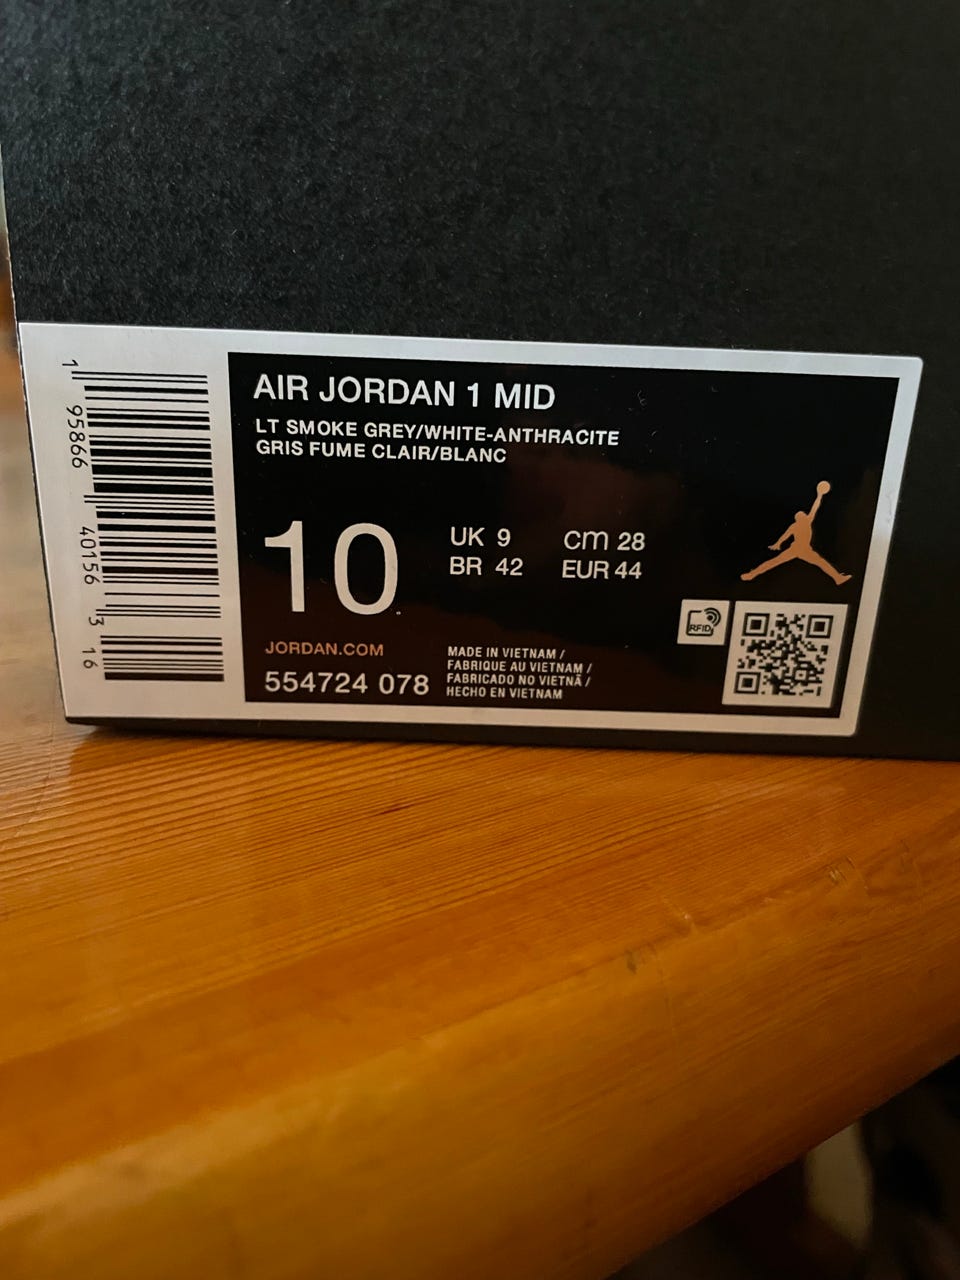 AIR JORDAN 1 MID
LT SMOKE GREY/WHITE-ANTHRACITE
GRIS FUME CLAIR/BLANC
10
UK 9 cm 28
BR 42 EUR 44
JORDAN.COM
554724 078
MADE IN VIETNAM /
FABRIQUE AU VIETNAM /
FABRICADO NO VIETNÃ /
HECHO EN VIETNAM
RFID
1 95866 40156 3 16